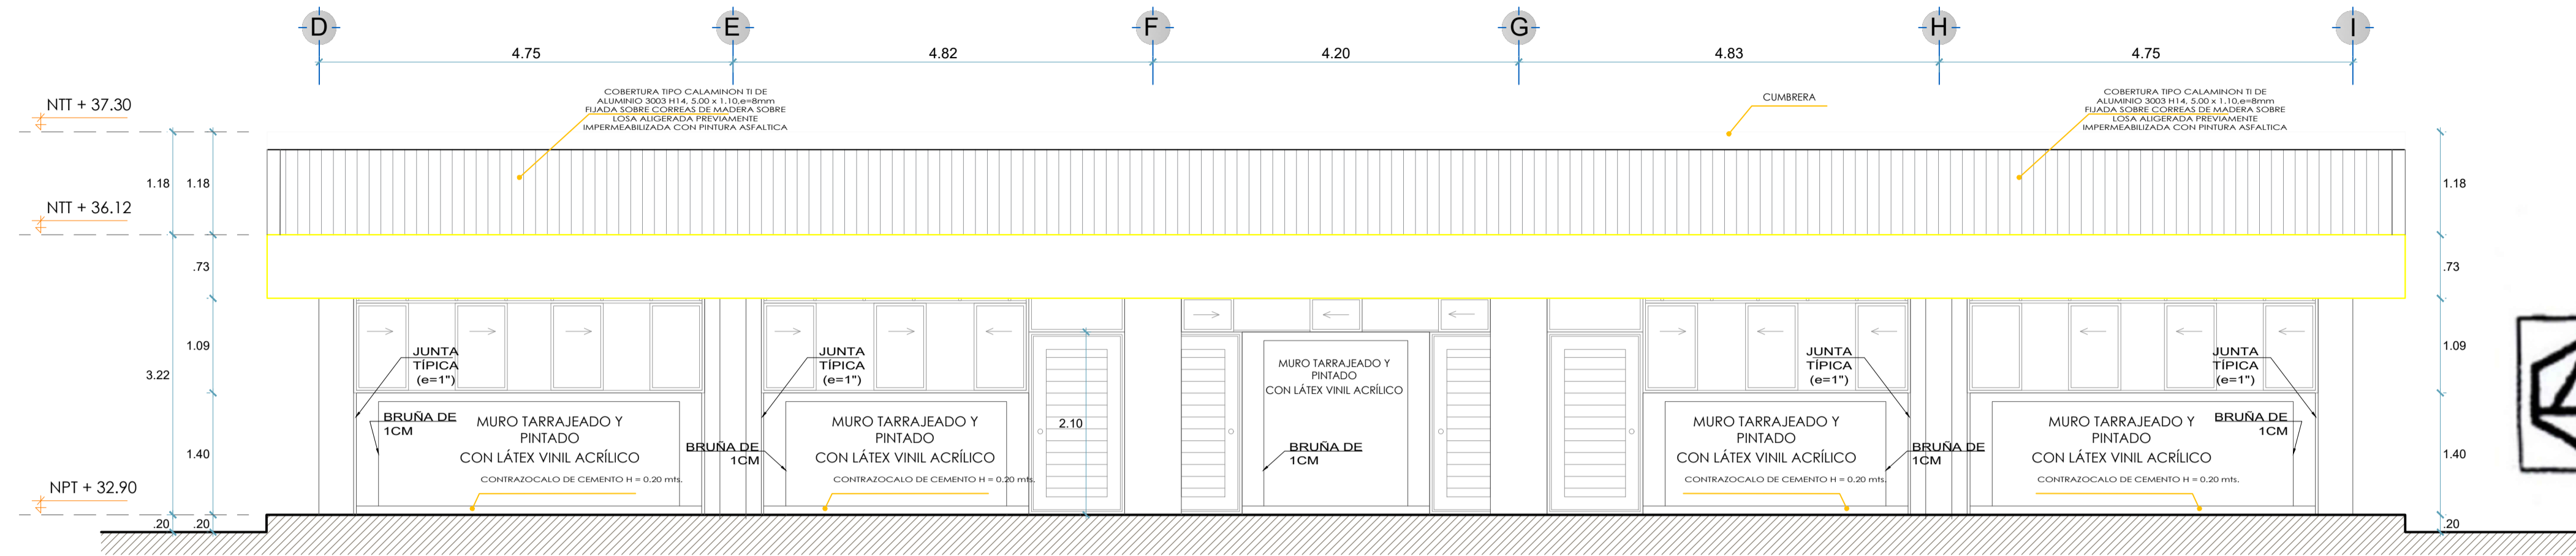 D
E
F
G
H
I
4.75
4.82
4.20
4.83
4.75
NTT + 37.30
COBERTURA TIPO CALAMINON TI DE
ALUMINIO 3003 H14, 5.00 x 1.10,e=8mm
FIJADA SOBRE CORREAS DE MADERA SOBRE
LOSA ALIGERADA PREVIAMENTE
IMPERMEABILIZADA CON PINTURA ASFALTICA
CUMBRERA
COBERTURA TIPO CALAMINON TI DE
ALUMINIO 3003 H14, 5.00 x 1.10,e=8mm
FIJADA SOBRE CORREAS DE MADERA SOBRE
LOSA ALIGERADA PREVIAMENTE
IMPERMEABILIZADA CON PINTURA ASFALTICA
1.18
1.18
1.18
NTT + 36.12
.73
.73
1.09
1.09
3.22
JUNTA
TÍPICA
(e=1")
JUNTA
TÍPICA
(e=1")
MURO TARRAJEADO Y
PINTADO
CON LÁTEX VINIL ACRÍLICO
JUNTA
TÍPICA
(e=1")
JUNTA
TÍPICA
(e=1")
BRUÑA DE
1CM
MURO TARRAJEADO Y
PINTADO
CON LÁTEX VINIL ACRÍLICO
BRUÑA DE
1CM
MURO TARRAJEADO Y
PINTADO
CON LÁTEX VINIL ACRÍLICO
2.10
BRUÑA DE
1CM
MURO TARRAJEADO Y
PINTADO
CON LÁTEX VINIL ACRÍLICO
BRUÑA DE
1CM
MURO TARRAJEADO Y
PINTADO
CON LÁTEX VINIL ACRÍLICO
BRUÑA DE
1CM
1.40
1.40
CONTRAZOCALO DE CEMENTO H = 0.20 mts.
CONTRAZOCALO DE CEMENTO H = 0.20 mts.
CONTRAZOCALO DE CEMENTO H = 0.20 mts.
CONTRAZOCALO DE CEMENTO H = 0.20 mts.
NPT + 32.90
.20
.20
.20